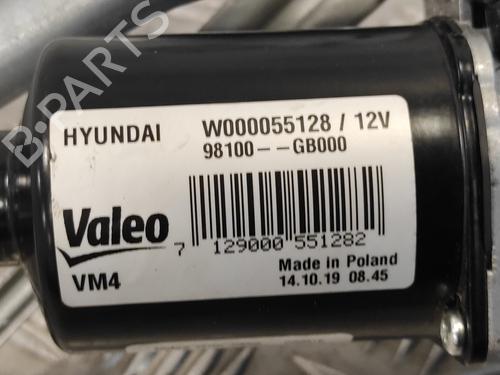 HYUNDAI W000055128 / 12V
98100--GB000
Valeo
7 129000 551282
VM4
Made in Poland
14.10.19 08.45
B-PARTS